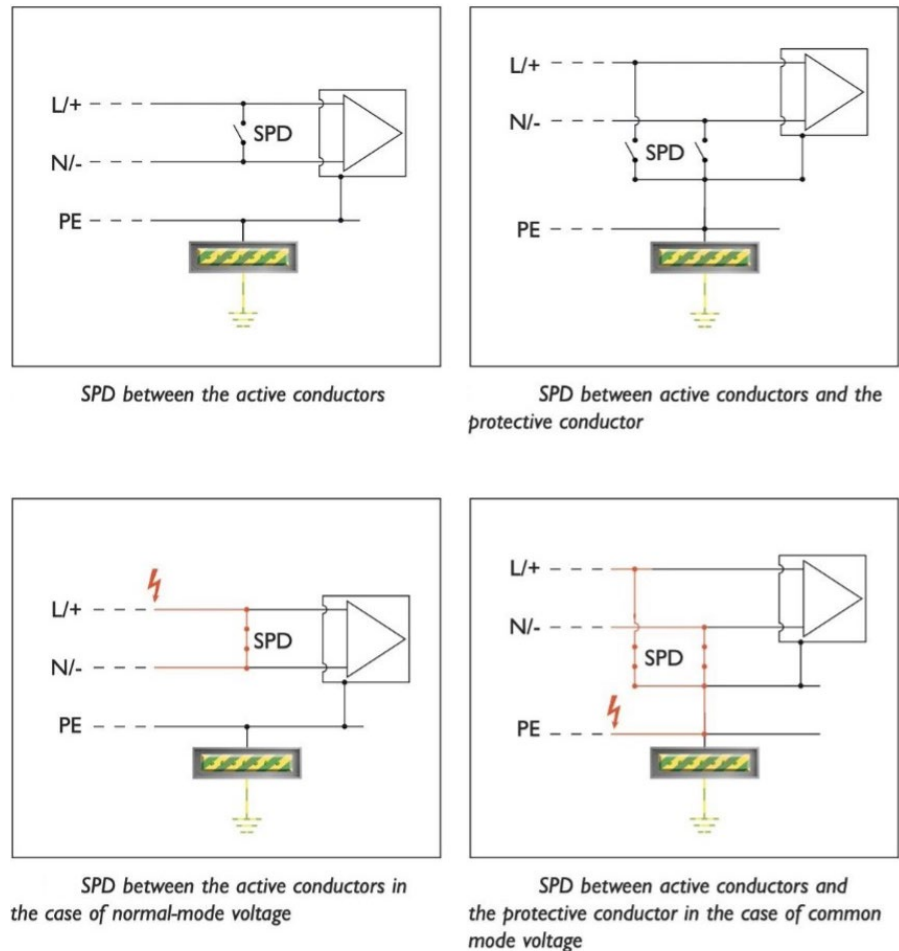 L/+
SPD
N/-
PE
SPD between the active conductors
L/+
N/-
SPD
PE
SPD between active conductors and the
protective conductor
L/+
SPD
N/-
PE
SPD between the active conductors in
the case of normal-mode voltage
L/+
N/-
SPD
PE
SPD between active conductors and
the protective conductor in the case of common
mode voltage